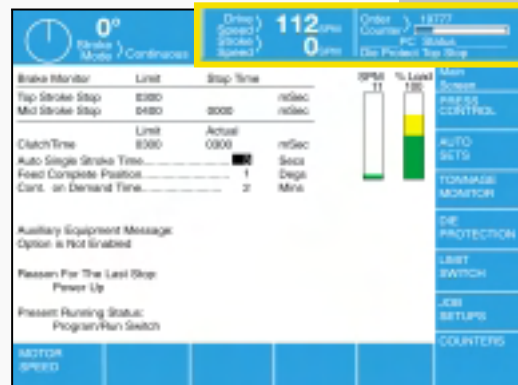 0°
Stroke Mode ) Continuous
Drive Speed ) 112 SPM
Stroke Speed ) 0 SPM
Order Counter ) 19777
PC Status
Die Protect Top Stop
Brake Monitor Limit Stop Time
Top Stroke Stop 0300 mSec
Mid Stroke Stop 0400 0000 mSec
Limit Actual
Clutch Time 0300 0000 mSec
Auto Single Stroke Time Secs
Feed Complete Position 1 Degs
Cont. on Demand Time 2 Mins
Auxiliary Equipment Message:
Option is Not Enabled
Reason For The Last Stop:
Power Up
Present Running Status:
Program/Run Switch
SPM % Load
11 100
Main Screen
PRESS CONTROL
AUTO SETS
TONNAGE MONITOR
DIE PROTECTION
LIMIT SWITCH
JOB SETUPS
COUNTERS
MOTOR SPEED